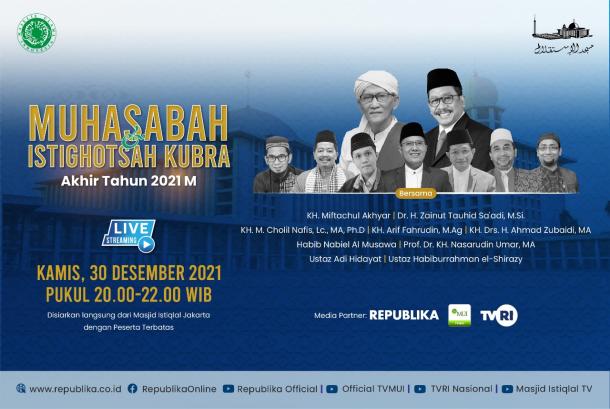 مسجد الإستقلال
MUHASABAH
&
ISTIGHOTSAH KUBRA
Akhir Tahun 2021 M
LIVE
STREAMING
KAMIS, 30 DESEMBER 2021
PUKUL 20.00-22.00 WIB
Disiarkan langsung dari Masjid Istiqlal Jakarta
dengan Peserta Terbatas
Bersama
KH. Miftachul Akhyar | Dr. H. Zainut Tauhid Sa'adi, M.Si.
KH. M. Cholil Nafis, Lc., MA, Ph.D | KH. Arif Fahrudin, M.Ag | KH. Drs. H. Ahmad Zubaidi, MA
Habib Nabiel Al Musawa | Prof. Dr. KH. Nasarudin Umar, MA
Ustaz Adi Hidayat | Ustaz Habiburrahman el-Shirazy
Media Partner: REPUBLIKA MUI TVRI
www.republika.co.id RepublikaOnline Republika Official | Official TVMUI | TVRI Nasional | Masjid Istiqlal TV